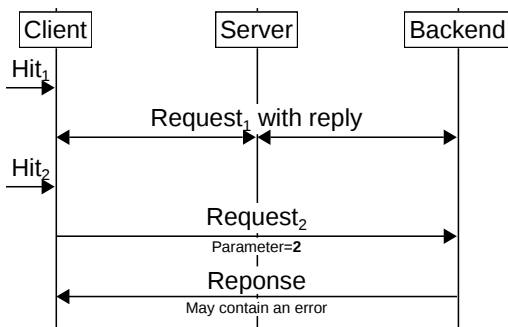 Client Server Backend
Hit₁
Request₁ with reply
Hit₂
Request₂
Parameter=2
Reponse
May contain an error